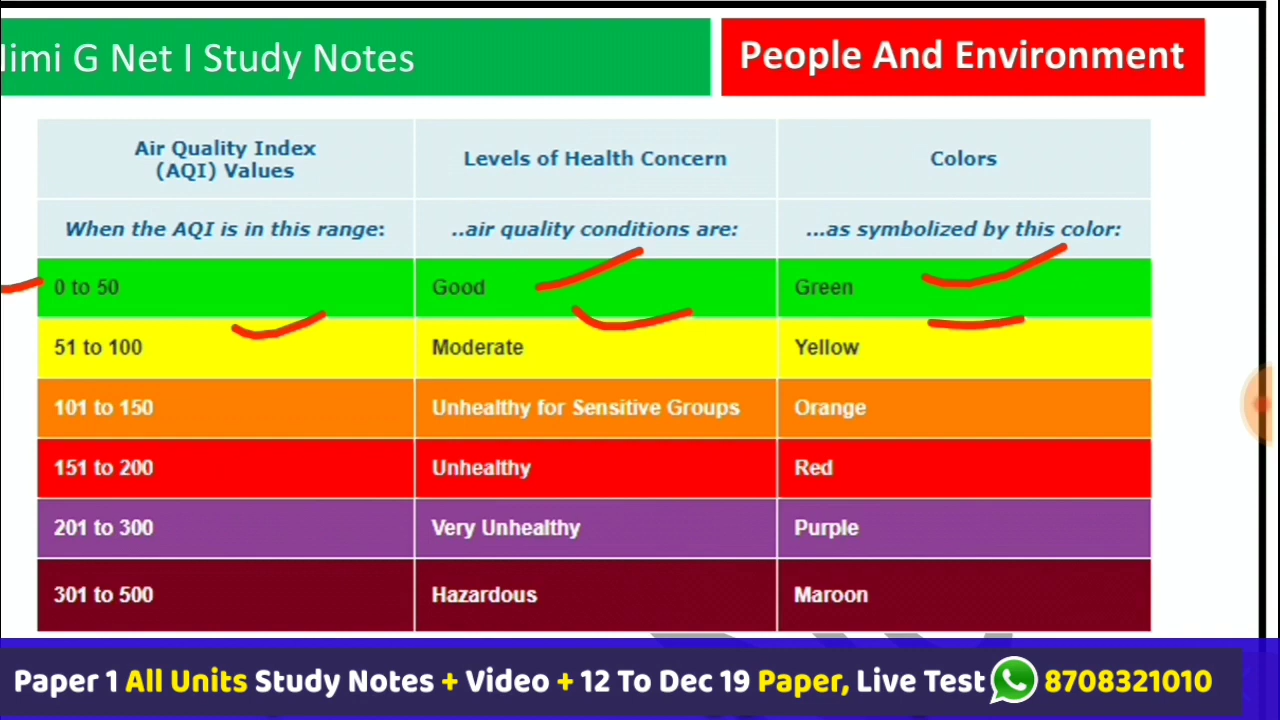 imi G Net I Study Notes
People And Environment
Air Quality Index
(AQI) Values
Levels of Health Concern
Colors
When the AQI is in this range:
..air quality conditions are:
...as symbolized by this color:
0 to 50
Good
Green
51 to 100
Moderate
Yellow
101 to 150
Unhealthy for Sensitive Groups
Orange
151 to 200
Unhealthy
Red
201 to 300
Very Unhealthy
Purple
301 to 500
Hazardous
Maroon
Paper 1 All Units Study Notes + Video + 12 To Dec 19 Paper, Live Test 8708321010